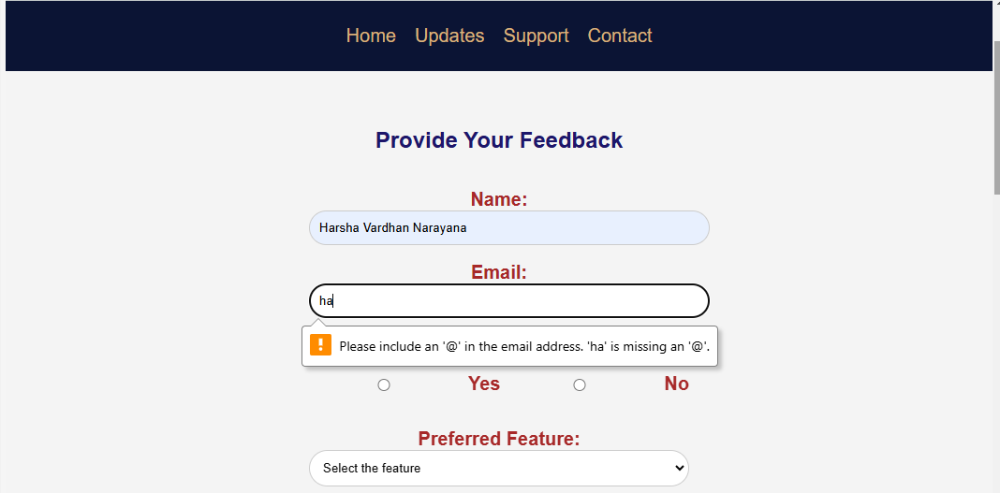 Home Updates Support Contact
Provide Your Feedback
Name:
Harsha Vardhan Narayana
Email:
ha
Please include an '@' in the email address. 'ha' is missing an '@'.
Yes No
Preferred Feature:
Select the feature